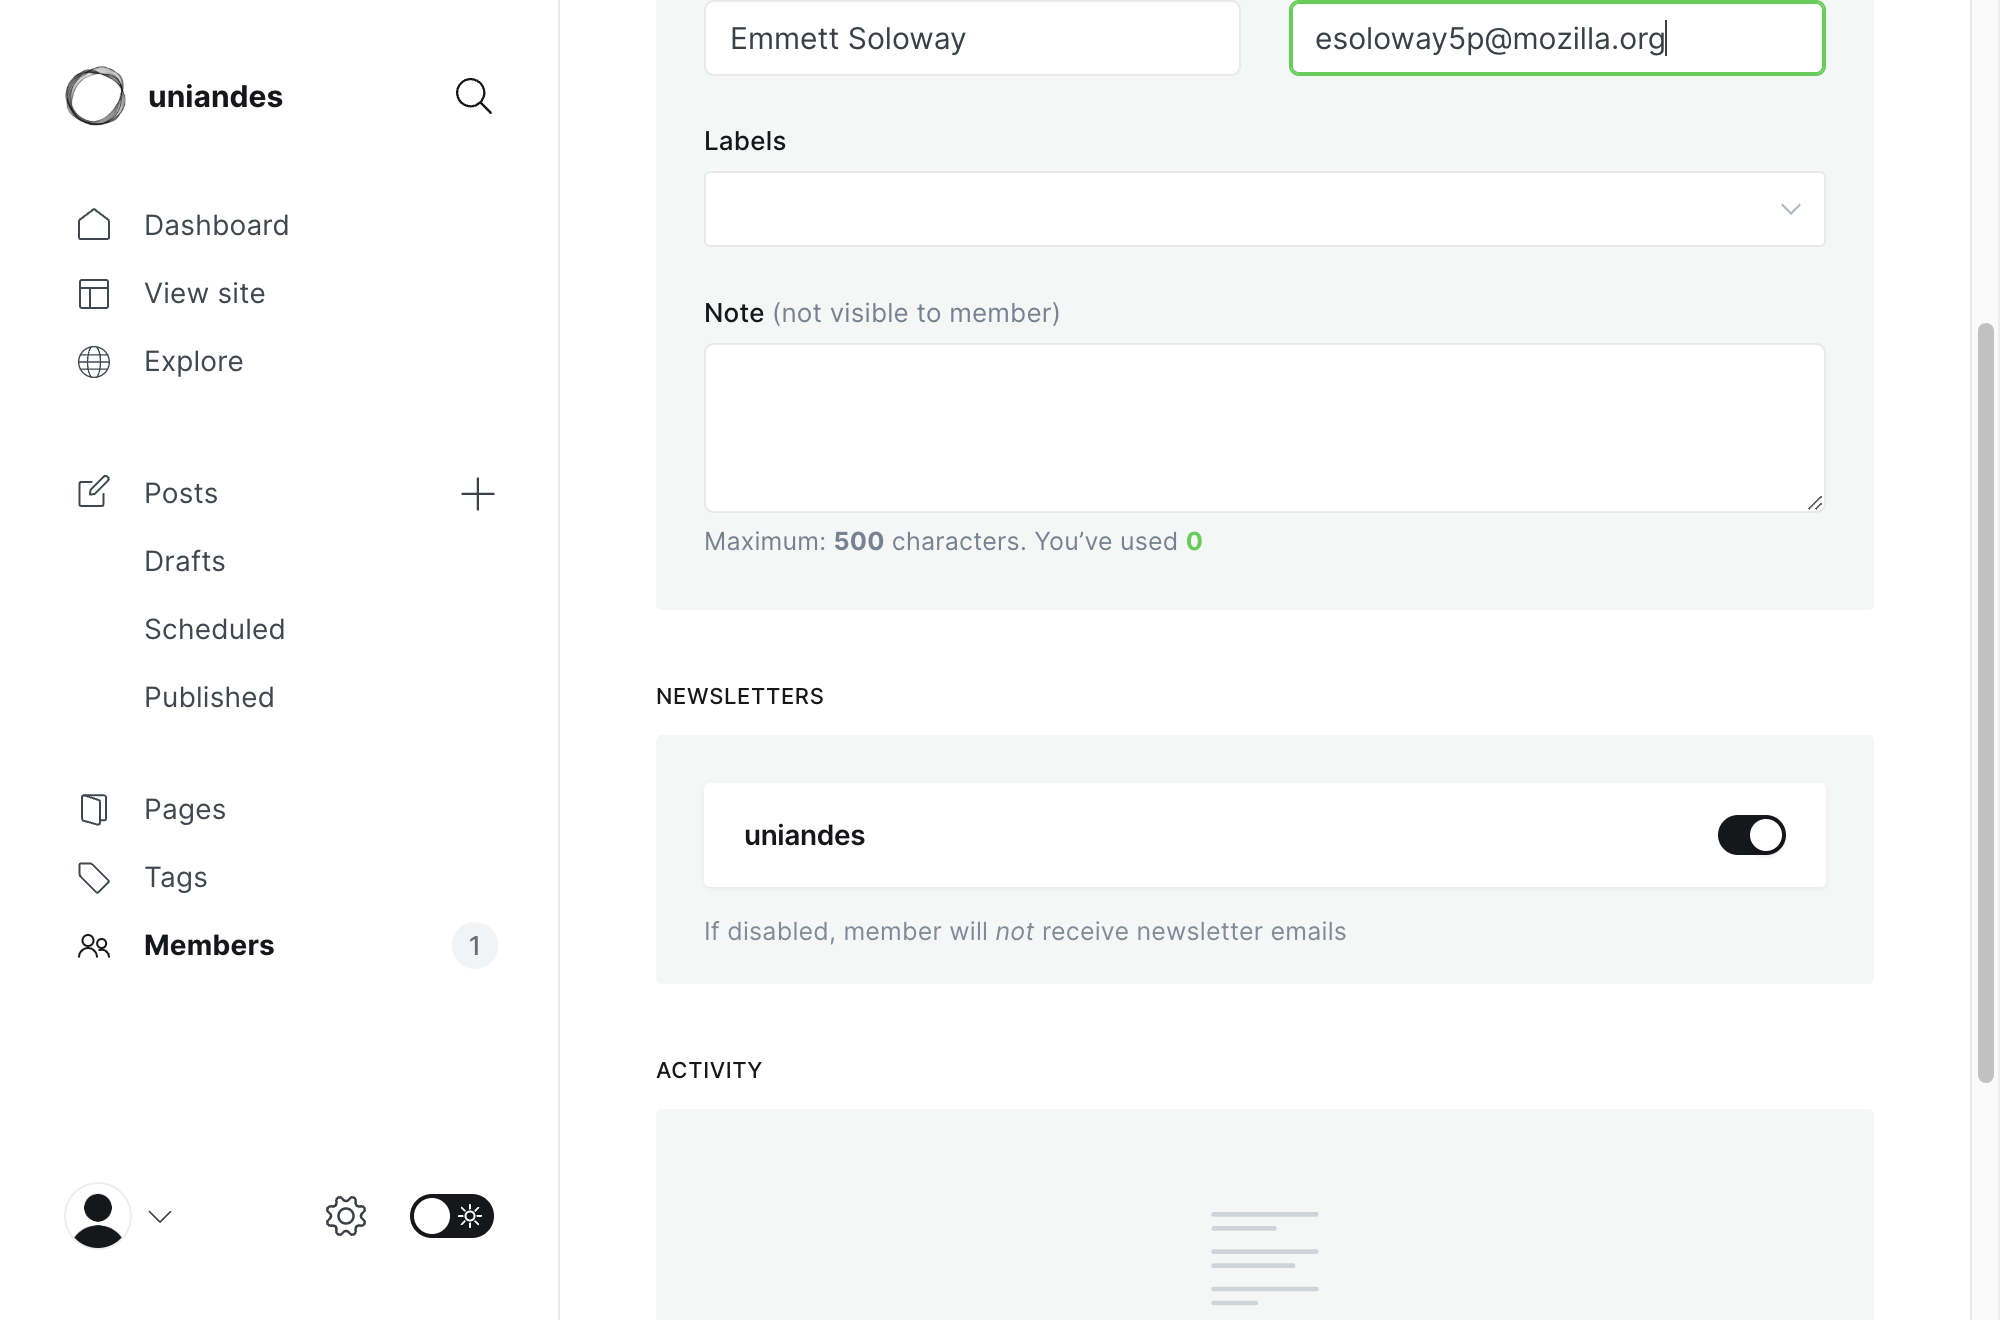 uniandes
Dashboard
View site
Explore
Posts
Drafts
Scheduled
Published
Pages
Tags
Members 1
Emmett Soloway
esoloway5p@mozilla.org
Labels
Note (not visible to member)
Maximum: 500 characters. You’ve used 0
NEWSLETTERS
uniandes
If disabled, member will not receive newsletter emails
ACTIVITY